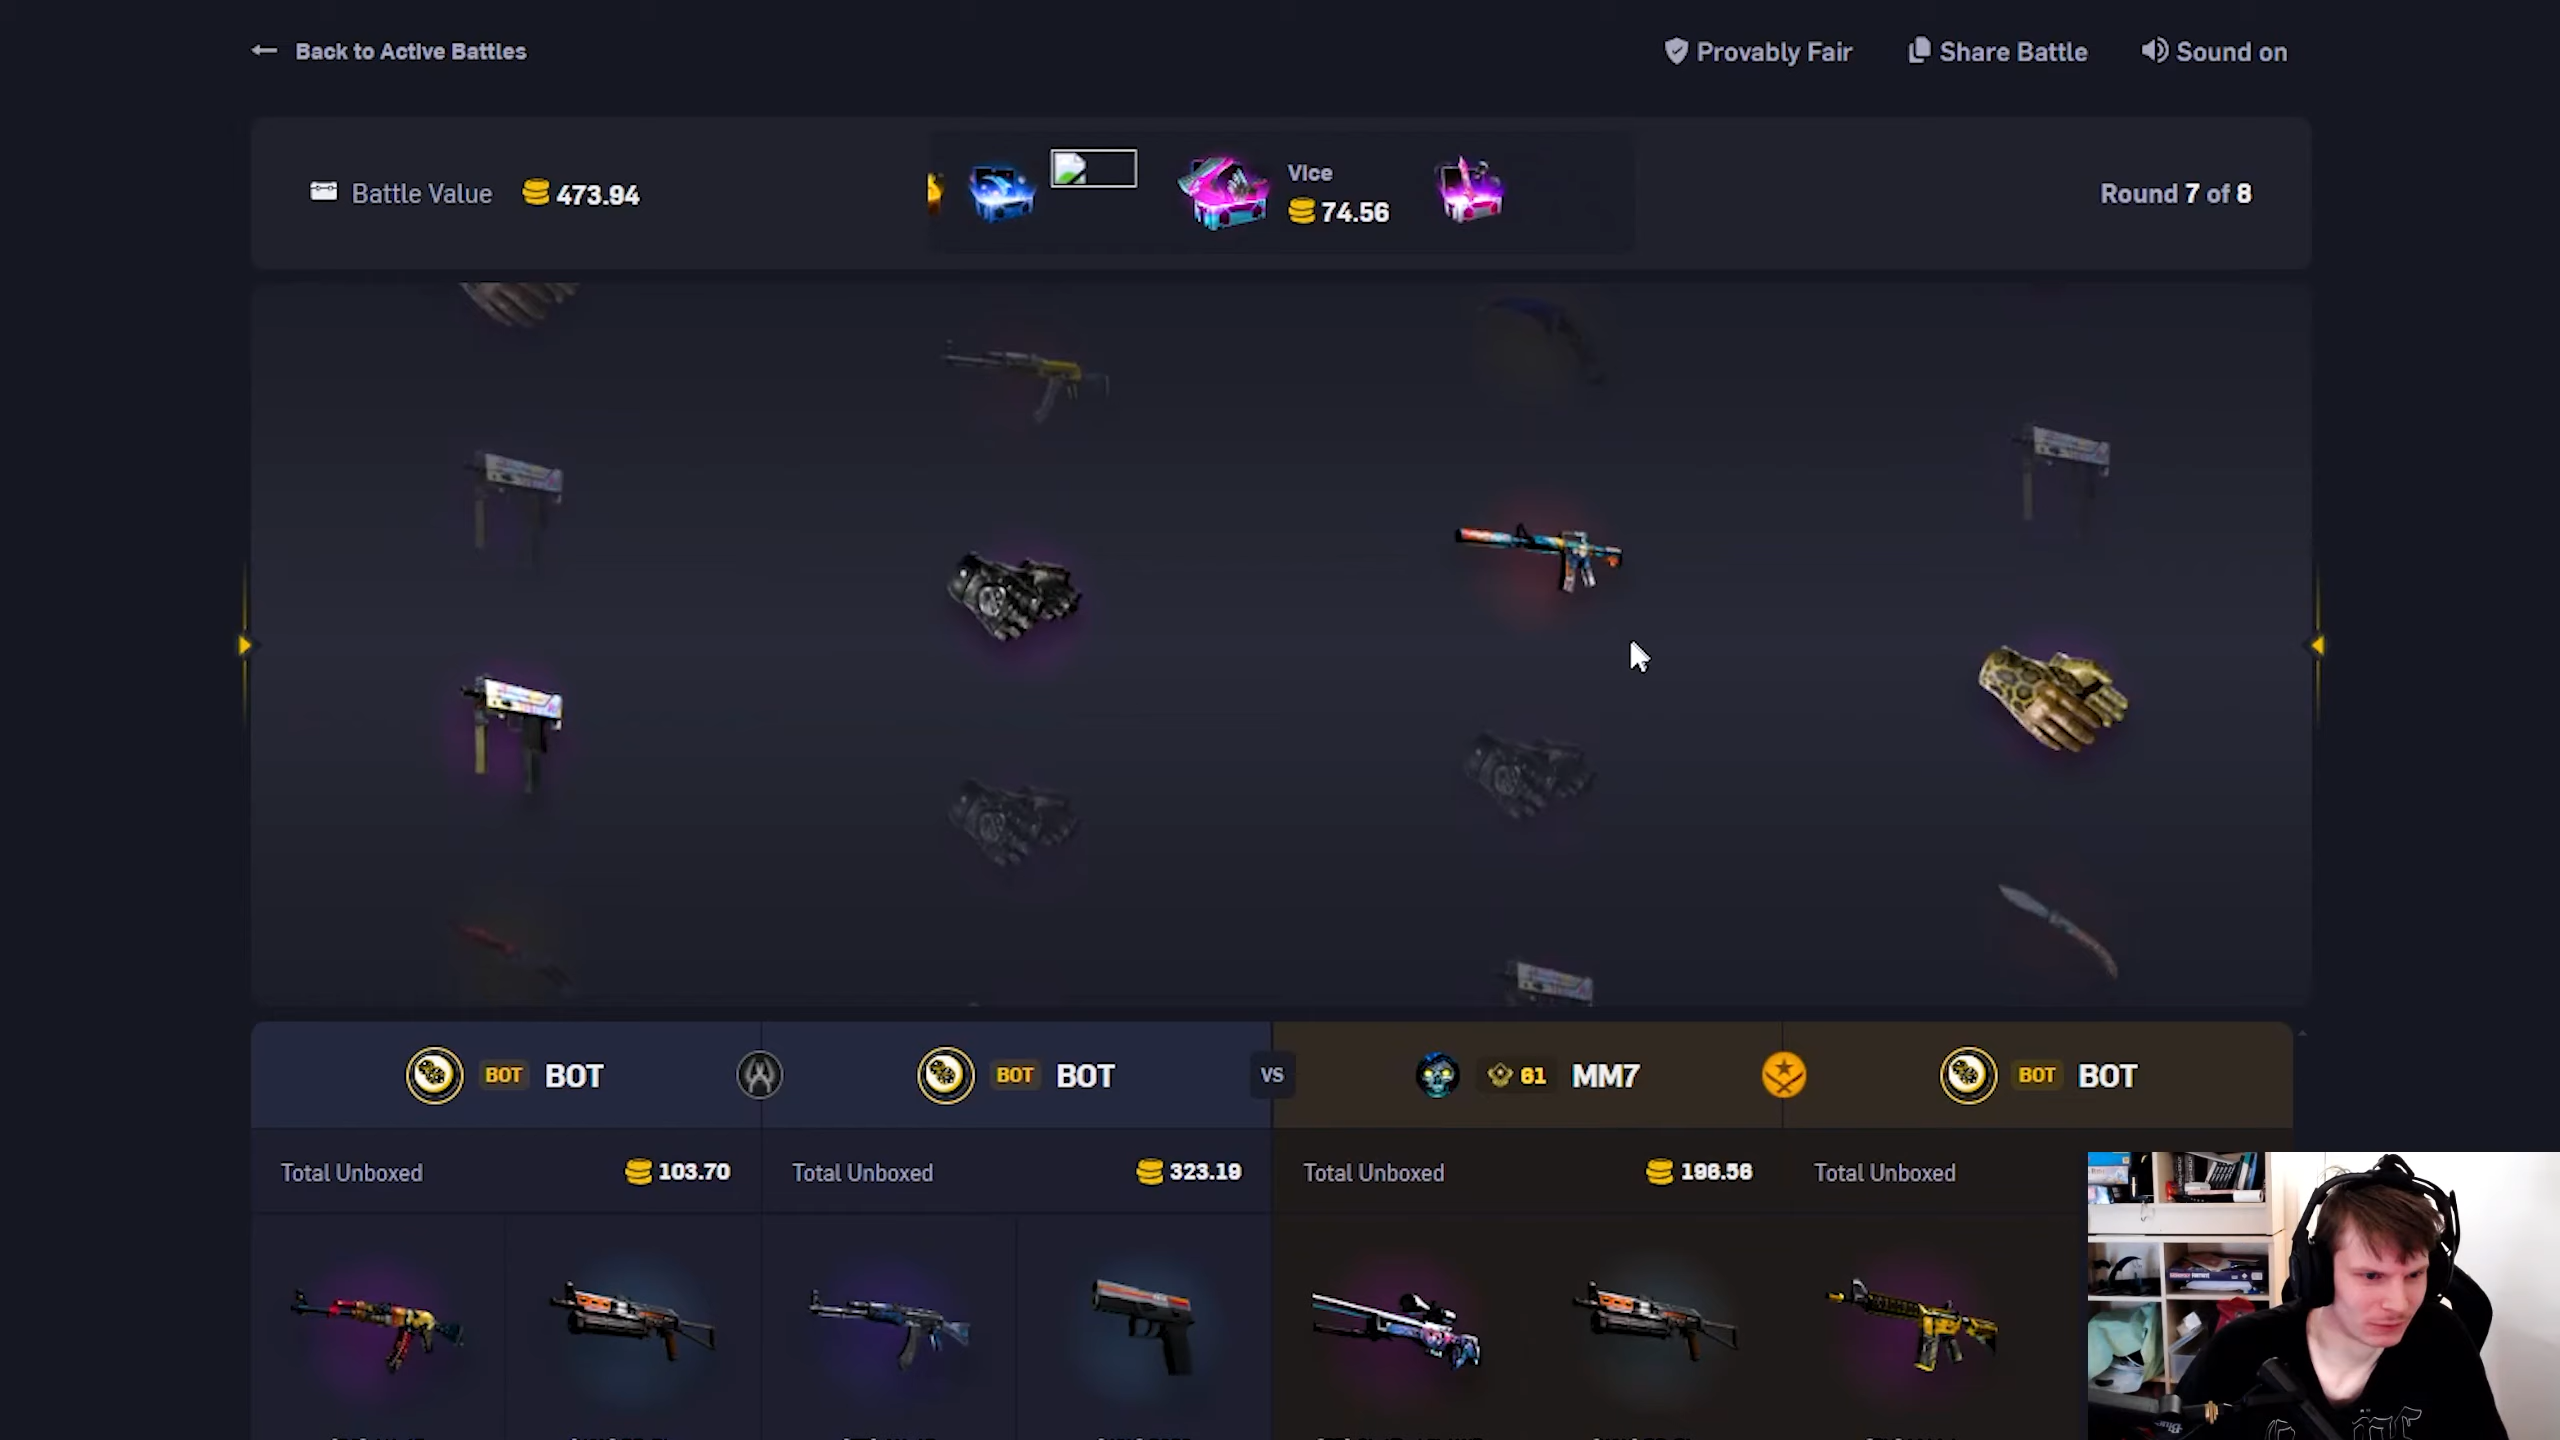 Back to Active Battles
Provably Fair
Share Battle
Sound on
Battle Value 473.94
Vice
74.56
Round 7 of 8
BOT BOT
BOT BOT
VS
61 MM7
BOT BOT
Total Unboxed 103.70
Total Unboxed 323.19
Total Unboxed 196.56
Total Unboxed